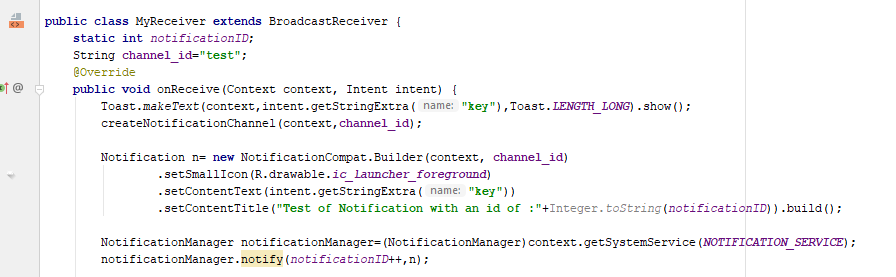 public class MyReceiver extends BroadcastReceiver {
    static int notificationID;
    String channel_id="test";
    @Override
    public void onReceive(Context context, Intent intent) {
        Toast.makeText(context,intent.getStringExtra( name: "key"),Toast.LENGTH_LONG).show();
        createNotificationChannel(context,channel_id);
        Notification n= new NotificationCompat.Builder(context, channel_id)
                .setSmallIcon(R.drawable.ic_launcher_foreground)
                .setContentText(intent.getStringExtra( name: "key"))
                .setContentTitle("Test of Notification with an id of :"+Integer.toString(notificationID)).build();
        NotificationManager notificationManager=(NotificationManager)context.getSystemService(NOTIFICATION_SERVICE);
        notificationManager.notify(notificationID++,n);